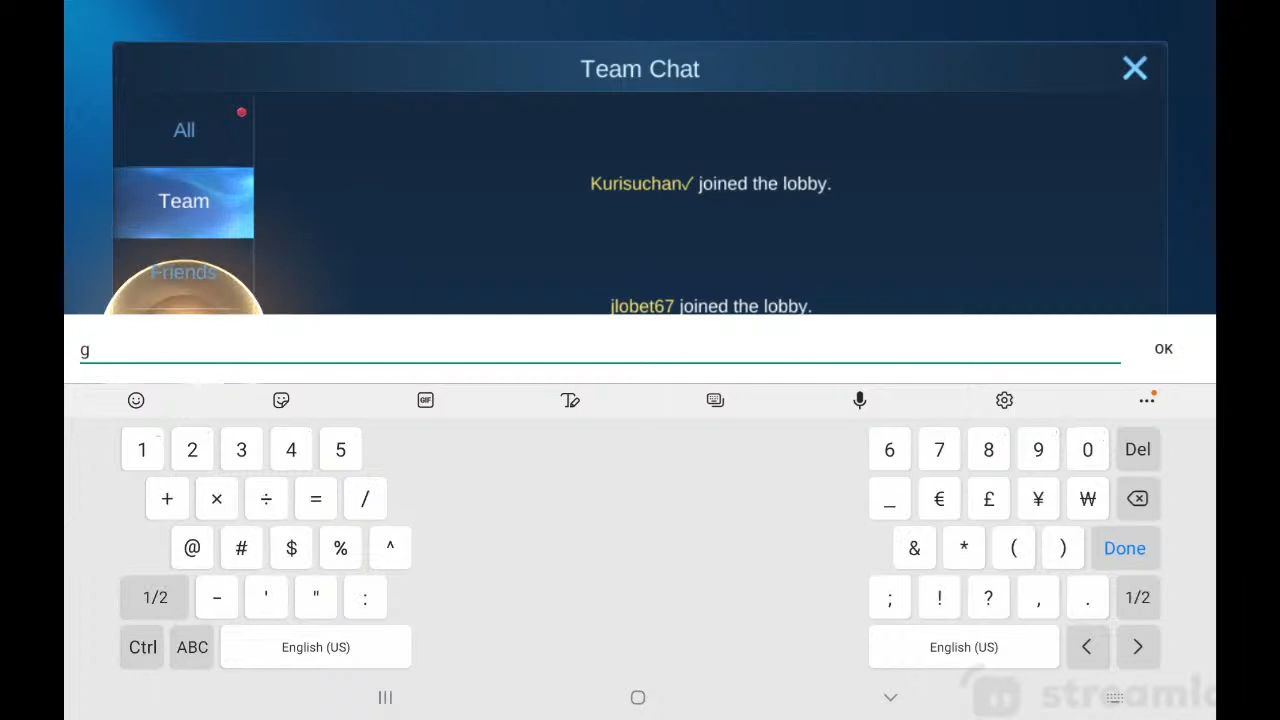 Team Chat
All
Team
Kurisuchan✓ joined the lobby.
Friends
jlobet67 joined the lobby.
g
OK
GIF
1 2 3 4 5 6 7 8 9 0 Del
+ × ÷ = / _ € £ ¥ ₩
@ # $ % ^ & * ( ) Done
1/2 - ' " : ; ! ? , . 1/2
Ctrl ABC English (US) English (US) < >